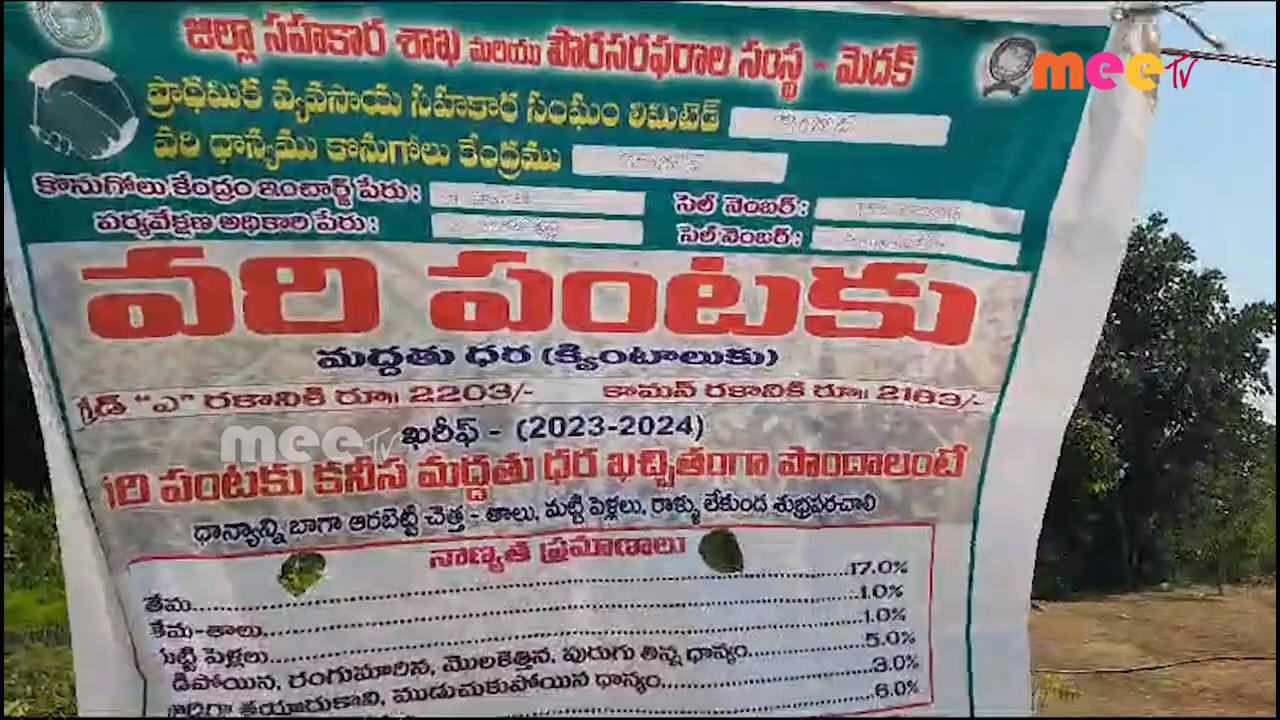 జిల్లా సహకార శాఖ మరియు పౌరసరఫరాల సంస్థ - మెదక్
meeTV
ప్రాథమిక వ్యవసాయ సహకార సంఘం లిమిటెడ్
వరి ధాన్యము కొనుగోలు కేంద్రము
కొనుగోలు కేంద్రం ఇంచార్జ్ పేరు :
సెల్ నెంబర్ :
పర్యవేక్షణ అధికారి పేరు :
సెల్ నెంబర్ :
వరి పంటకు
మద్దతు ధర (క్వింటాలుకు)
గ్రేడ్ "ఎ" రకానికి రూ॥ 2203/- కామన్ రకానికి రూ॥ 2183/-
meeTV
ఖరీఫ్ - (2023-2024)
పంటకు కనీస మద్దతు ధర ఖచ్చితంగా పొందాలంటే
ధాన్యాన్ని బాగా ఆరబెట్టి చెత్త - తాలు, మట్టి పెళ్లలు, రాళ్ళు లేకుండ శుభ్రపరచాలి
నాణ్యత ప్రమాణాలు
తేమ 17.0%
-తాలు 1.0%
పెళ్లలు 1.0%
రంగుమారిన, మొలకెత్తిన, పురుగు తిన్న ధాన్యం 5.0%
ముడుచుకుపోయిన ధాన్యం 3.0%
6.0%